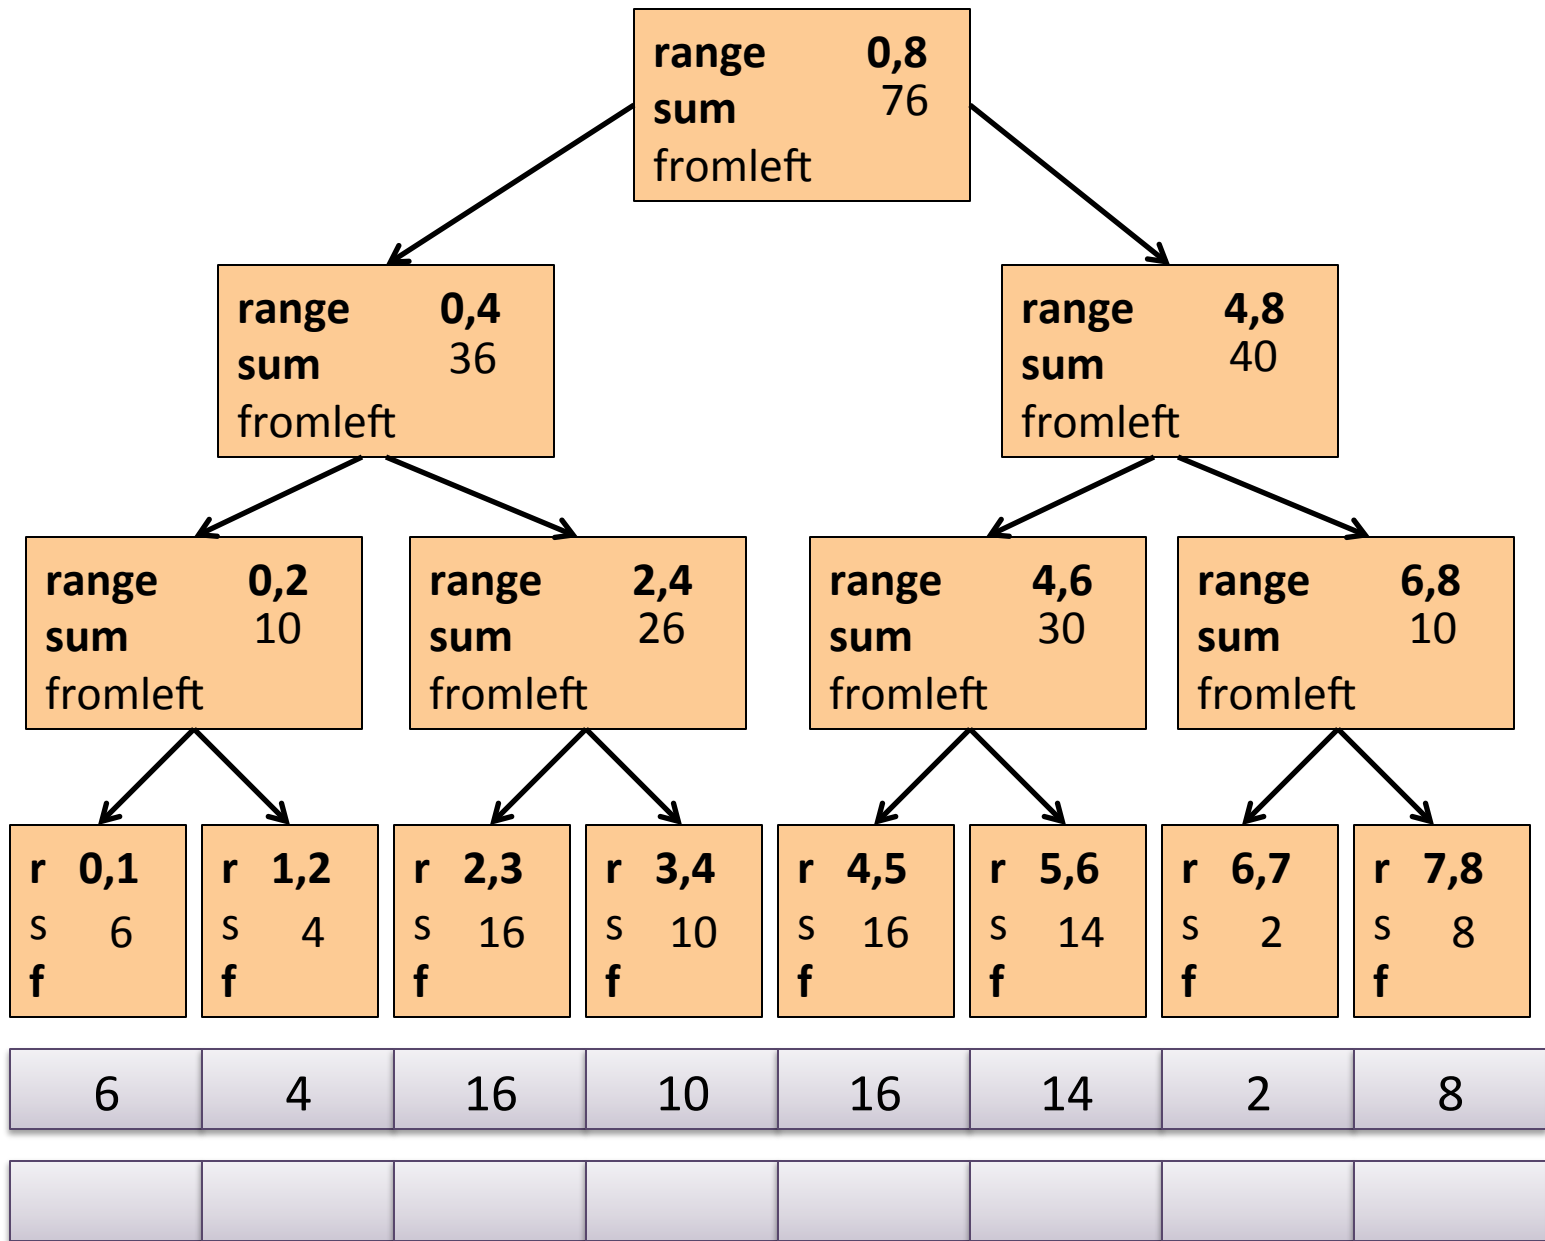 range 0,8
sum 76
fromleft
range 0,4
sum 36
fromleft
range 4,8
sum 40
fromleft
range 0,2
sum 10
fromleft
range 2,4
sum 26
fromleft
range 4,6
sum 30
fromleft
range 6,8
sum 10
fromleft
r 0,1
s 6
f
r 1,2
s 4
f
r 2,3
s 16
f
r 3,4
s 10
f
r 4,5
s 16
f
r 5,6
s 14
f
r 6,7
s 2
f
r 7,8
s 8
f
6 4 16 10 16 14 2 8